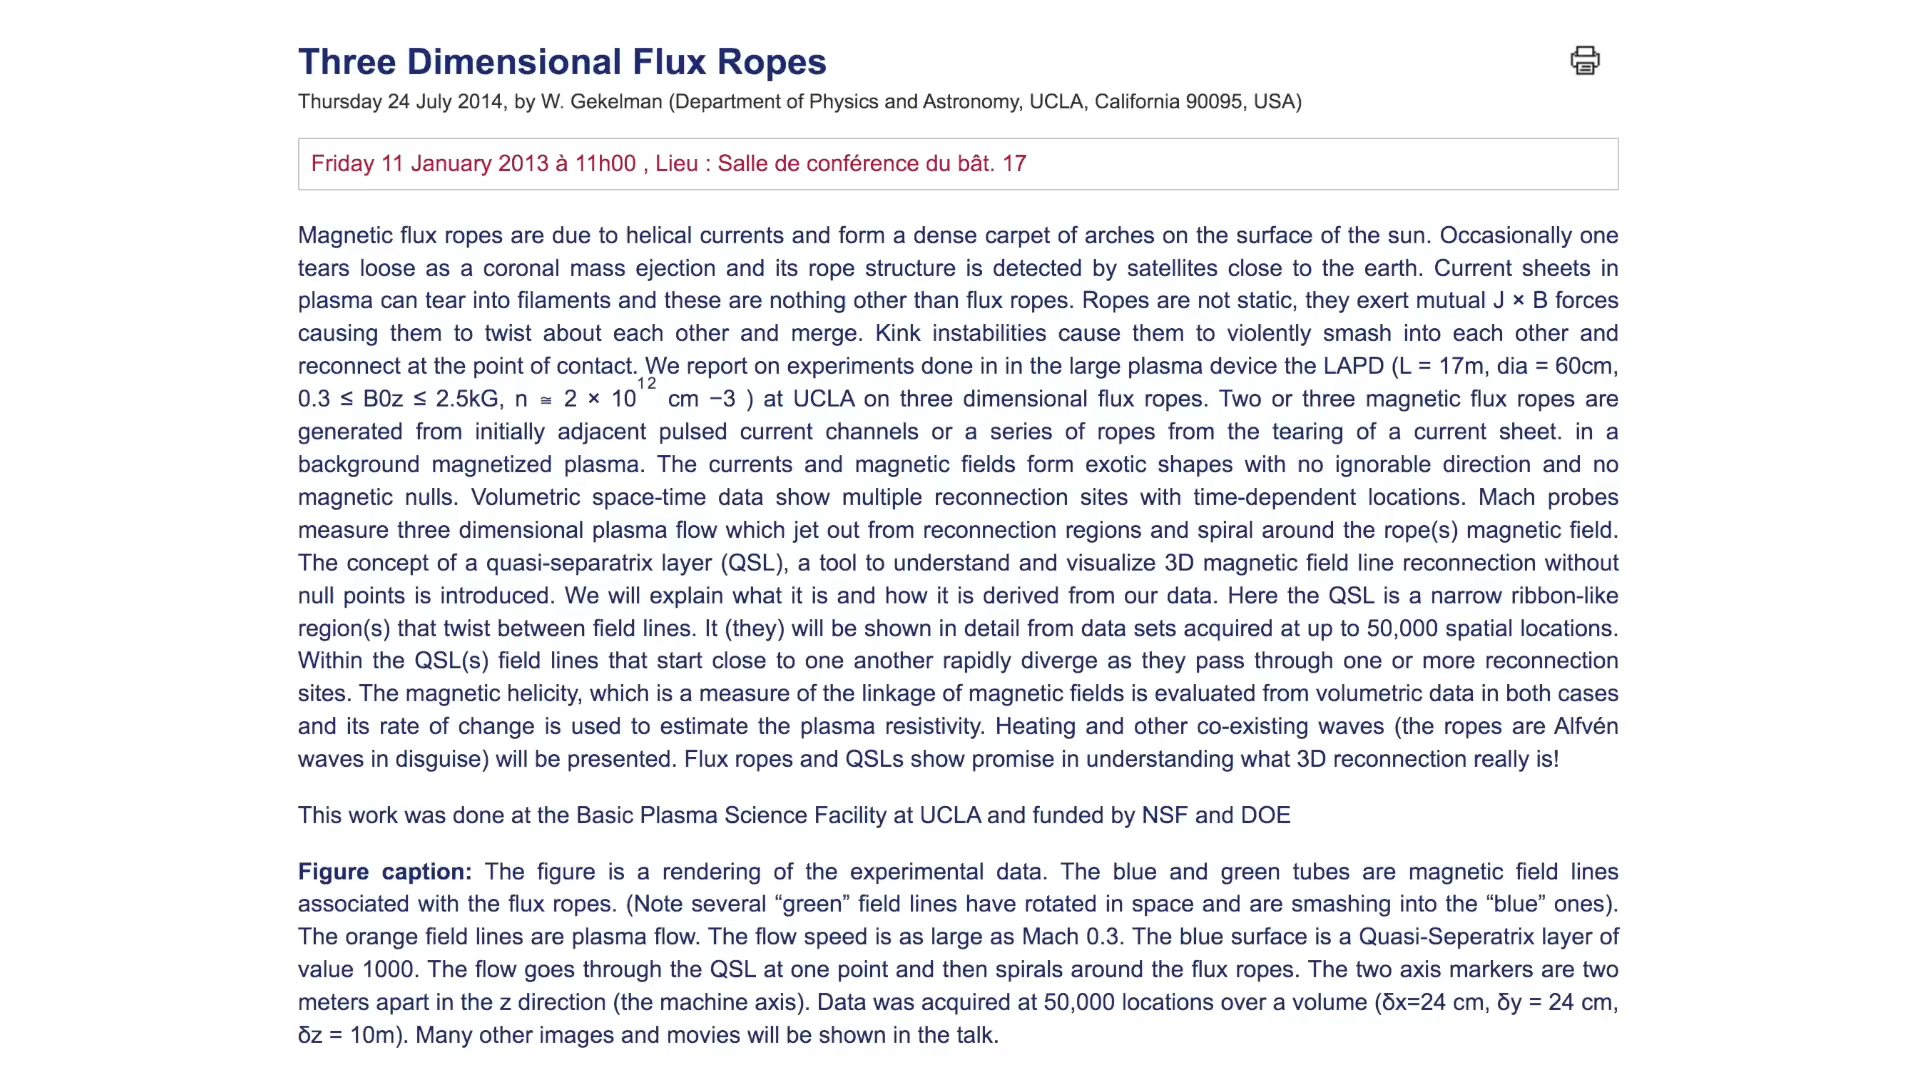 Three Dimensional Flux Ropes
Thursday 24 July 2014, by W. Gekelman (Department of Physics and Astronomy, UCLA, California 90095, USA)
Friday 11 January 2013 à 11h00 , Lieu : Salle de conférence du bât. 17
Magnetic flux ropes are due to helical currents and form a dense carpet of arches on the surface of the sun. Occasionally one
tears loose as a coronal mass ejection and its rope structure is detected by satellites close to the earth. Current sheets in
plasma can tear into filaments and these are nothing other than flux ropes. Ropes are not static, they exert mutual J × B forces
causing them to twist about each other and merge. Kink instabilities cause them to violently smash into each other and
reconnect at the point of contact. We report on experiments done in in the large plasma device the LAPD (L = 17m, dia = 60cm,
0.3 ≤ B0z ≤ 2.5kG, n ≅ 2 × 10^12 cm −3 ) at UCLA on three dimensional flux ropes. Two or three magnetic flux ropes are
generated from initially adjacent pulsed current channels or a series of ropes from the tearing of a current sheet. in a
background magnetized plasma. The currents and magnetic fields form exotic shapes with no ignorable direction and no
magnetic nulls. Volumetric space-time data show multiple reconnection sites with time-dependent locations. Mach probes
measure three dimensional plasma flow which jet out from reconnection regions and spiral around the rope(s) magnetic field.
The concept of a quasi-separatrix layer (QSL), a tool to understand and visualize 3D magnetic field line reconnection without
null points is introduced. We will explain what it is and how it is derived from our data. Here the QSL is a narrow ribbon-like
region(s) that twist between field lines. It (they) will be shown in detail from data sets acquired at up to 50,000 spatial locations.
Within the QSL(s) field lines that start close to one another rapidly diverge as they pass through one or more reconnection
sites. The magnetic helicity, which is a measure of the linkage of magnetic fields is evaluated from volumetric data in both cases
and its rate of change is used to estimate the plasma resistivity. Heating and other co-existing waves (the ropes are Alfvén
waves in disguise) will be presented. Flux ropes and QSLs show promise in understanding what 3D reconnection really is!
This work was done at the Basic Plasma Science Facility at UCLA and funded by NSF and DOE
Figure caption: The figure is a rendering of the experimental data. The blue and green tubes are magnetic field lines
associated with the flux ropes. (Note several “green” field lines have rotated in space and are smashing into the “blue” ones).
The orange field lines are plasma flow. The flow speed is as large as Mach 0.3. The blue surface is a Quasi-Seperatrix layer of
value 1000. The flow goes through the QSL at one point and then spirals around the flux ropes. The two axis markers are two
meters apart in the z direction (the machine axis). Data was acquired at 50,000 locations over a volume (δx=24 cm, δy = 24 cm,
δz = 10m). Many other images and movies will be shown in the talk.